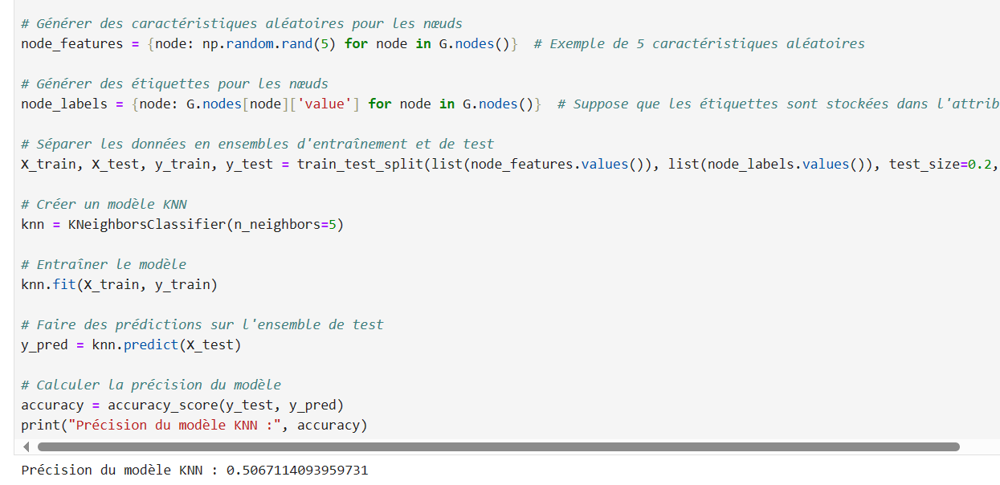 # Générer des caractéristiques aléatoires pour les nœuds
node_features = {node: np.random.rand(5) for node in G.nodes()}  # Exemple de 5 caractéristiques aléatoires
# Générer des étiquettes pour les nœuds
node_labels = {node: G.nodes[node]['value'] for node in G.nodes()}  # Suppose que les étiquettes sont stockées dans l'attrib
# Séparer les données en ensembles d'entraînement et de test
X_train, X_test, y_train, y_test = train_test_split(list(node_features.values()), list(node_labels.values()), test_size=0.2,
# Créer un modèle KNN
knn = KNeighborsClassifier(n_neighbors=5)
# Entraîner le modèle
knn.fit(X_train, y_train)
# Faire des prédictions sur l'ensemble de test
y_pred = knn.predict(X_test)
# Calculer la précision du modèle
accuracy = accuracy_score(y_test, y_pred)
print("Précision du modèle KNN :", accuracy)
Précision du modèle KNN : 0.5067114093959731